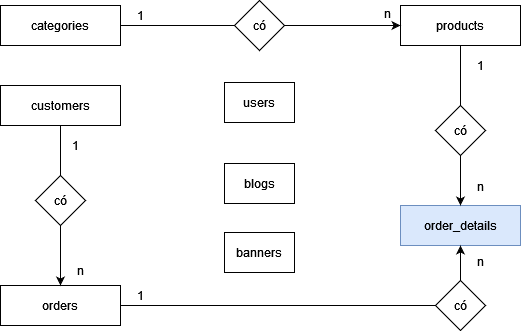 categories
1
có
n
products
1
customers
users
1
có
có
blogs
n
order_details
banners
n
n
orders
1
có